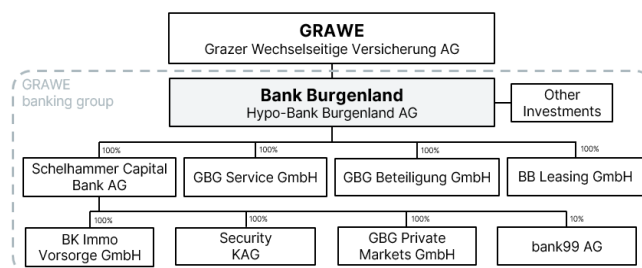 GRAWE
Grazer Wechselseitige Versicherung AG
GRAWE
banking group
Bank Burgenland
Hypo-Bank Burgenland AG
Other
Investments
100%
100%
100%
100%
Schelhammer Capital
Bank AG
GBG Service GmbH
GBG Beteiligung GmbH
BB Leasing GmbH
100%
100%
100%
10%
BK Immo
Vorsorge GmbH
Security
KAG
GBG Private
Markets GmbH
bank99 AG